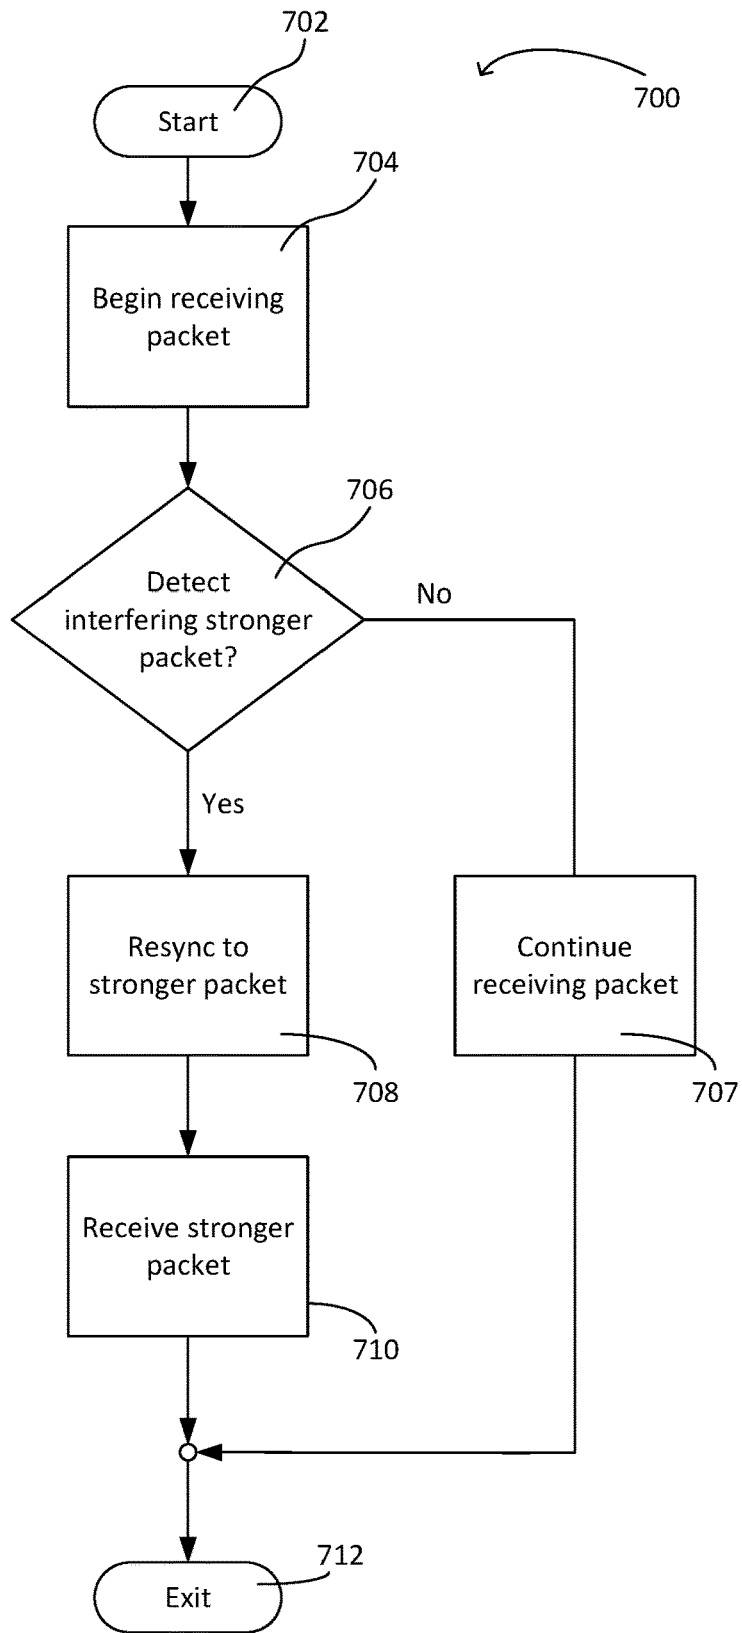 702
700
Start
704
Begin receiving
packet
706
Detect
interfering stronger
packet?
No
Yes
Resync to
stronger packet
708
Continue
receiving packet
707
Receive stronger
packet
710
712
Exit